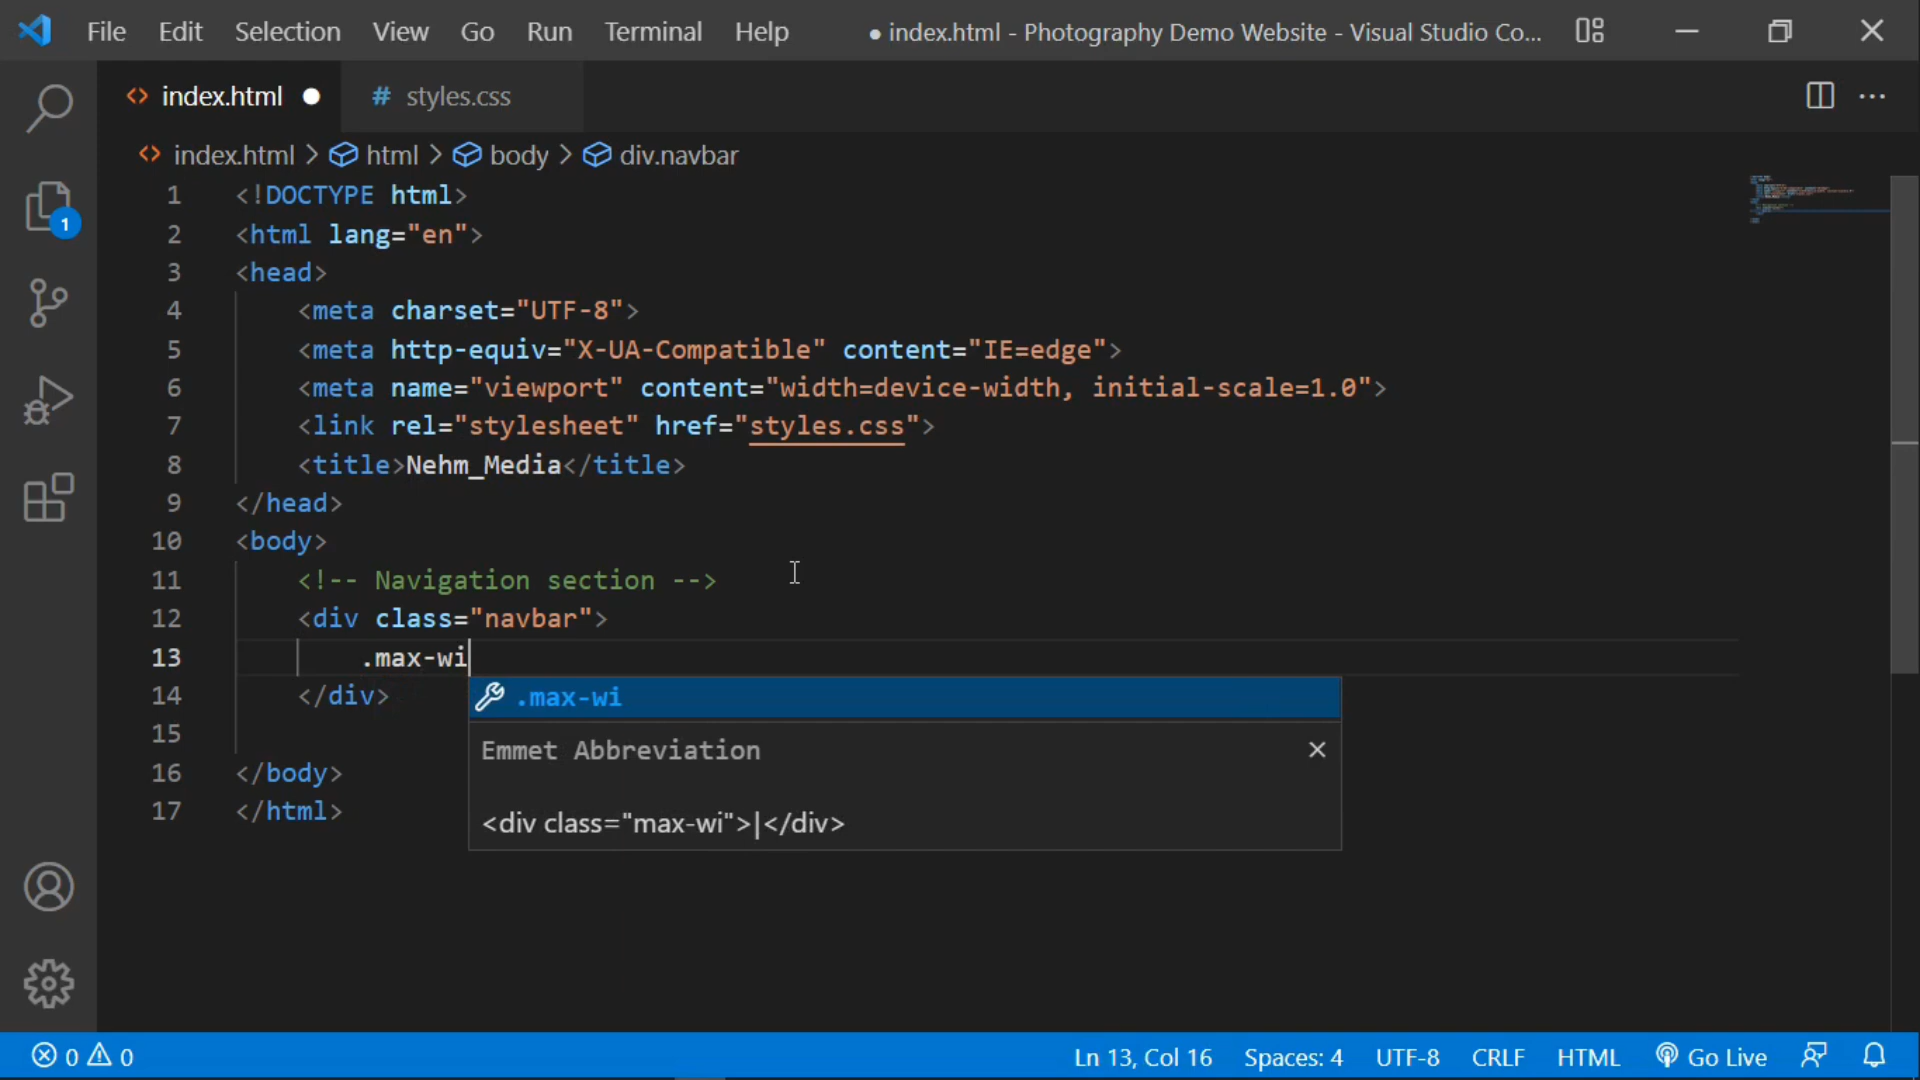 File Edit Selection View Go Run Terminal Help ● index.html - Photography Demo Website - Visual Studio Co...
<> index.html ● # styles.css ...
<> index.html > html > body > div.navbar
1 <!DOCTYPE html>
2 <html lang="en">
3 <head>
4 <meta charset="UTF-8">
5 <meta http-equiv="X-UA-Compatible" content="IE=edge">
6 <meta name="viewport" content="width=device-width, initial-scale=1.0">
7 <link rel="stylesheet" href="styles.css">
8 <title>Nehm_Media</title>
9 </head>
10 <body>
11 <!-- Navigation section -->
12 <div class="navbar">
13 .max-wi
14 </div>
.max-wi
15
Emmet Abbreviation
16 </body>
17 </html>
<div class="max-wi">|</div>
1
0 0 Ln 13, Col 16 Spaces: 4 UTF-8 CRLF HTML Go Live